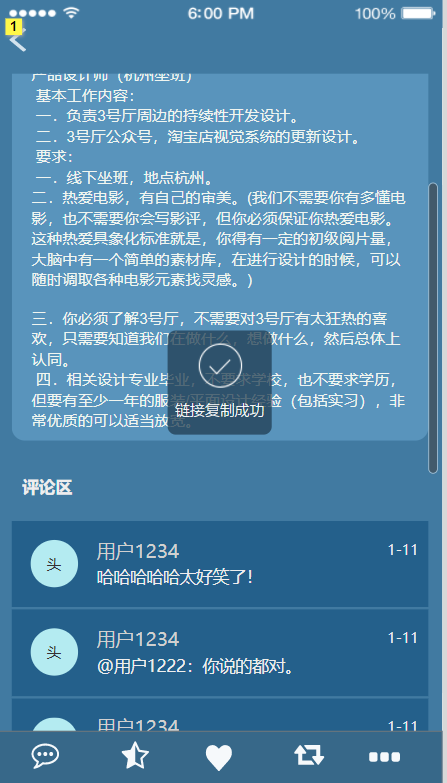 6:00 PM
100%
1
产品设计师（杭州坐班）
基本工作内容：
一．负责3号厅周边的持续性开发设计。
二．3号厅公众号，淘宝店视觉系统的更新设计。
要求：
一．线下坐班，地点杭州。
二．热爱电影，有自己的审美。(我们不需要你有多懂电
影，也不需要你会写影评，但你必须保证你热爱电影。
这种热爱具象化标准就是，你得有一定的初级阅片量，
大脑中有一个简单的素材库，在进行设计的时候，可以
随时调取各种电影元素找灵感。）
三．你必须了解3号厅，不需要对3号厅有太狂热的喜
欢，只需要知道我们在做什么，想做什么，然后总体上
认同。
四．相关设计专业毕业，不要求学校，也不要求学历，
但要有至少一年的服装/平面设计经验（包括实习），非
常优质的可以适当放宽。
链接复制成功
评论区
头
用户1234
1-11
哈哈哈哈哈太好笑了！
头
用户1234
1-11
@用户1222：你说的都对。
用户1234
1-11